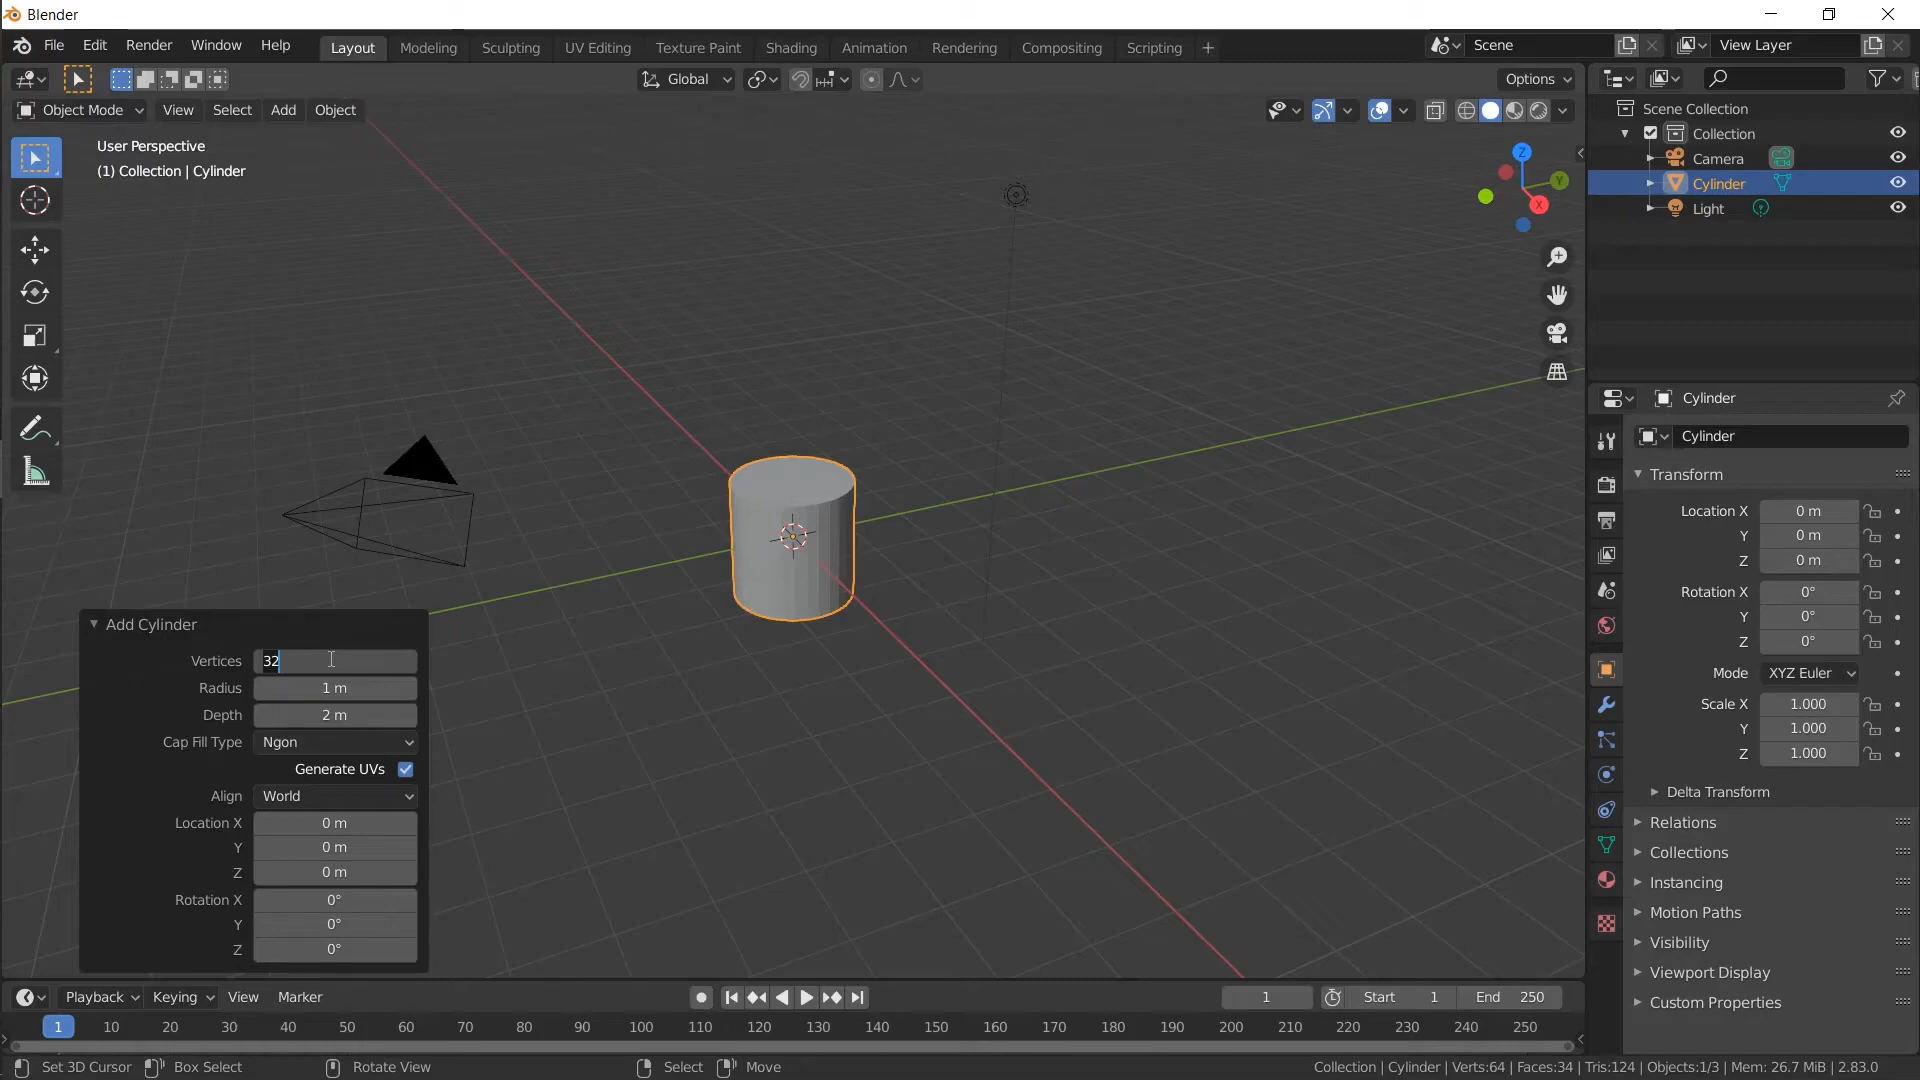 Blender
File Edit Render Window Help Layout Modeling Sculpting UV Editing Texture Paint Shading Animation Rendering Compositing Scripting + Scene View Layer
Global Options
Object Mode View Select Add Object
User Perspective
(1) Collection | Cylinder
Z
Y
X
Scene Collection
Collection
Camera
Cylinder
Light
Cylinder
Cylinder
Transform
Location X 0 m
Y 0 m
Z 0 m
Rotation X 0°
Y 0°
Z 0°
Mode XYZ Euler
Scale X 1.000
Y 1.000
Z 1.000
Delta Transform
Relations
Collections
Instancing
Motion Paths
Visibility
Viewport Display
Custom Properties
Add Cylinder
Vertices 32
Radius 1 m
Depth 2 m
Cap Fill Type Ngon
Generate UVs
Align World
Location X 0 m
Y 0 m
Z 0 m
Rotation X 0°
Y 0°
Z 0°
Playback Keying View Marker 1 Start 1 End 250
1 10 20 30 40 50 60 70 80 90 100 110 120 130 140 150 160 170 180 190 200 210 220 230 240 250
Set 3D Cursor Box Select Rotate View Select Move Collection | Cylinder | Verts:64 | Faces:34 | Tris:124 | Objects:1/3 | Mem: 26.7 MiB | 2.83.0